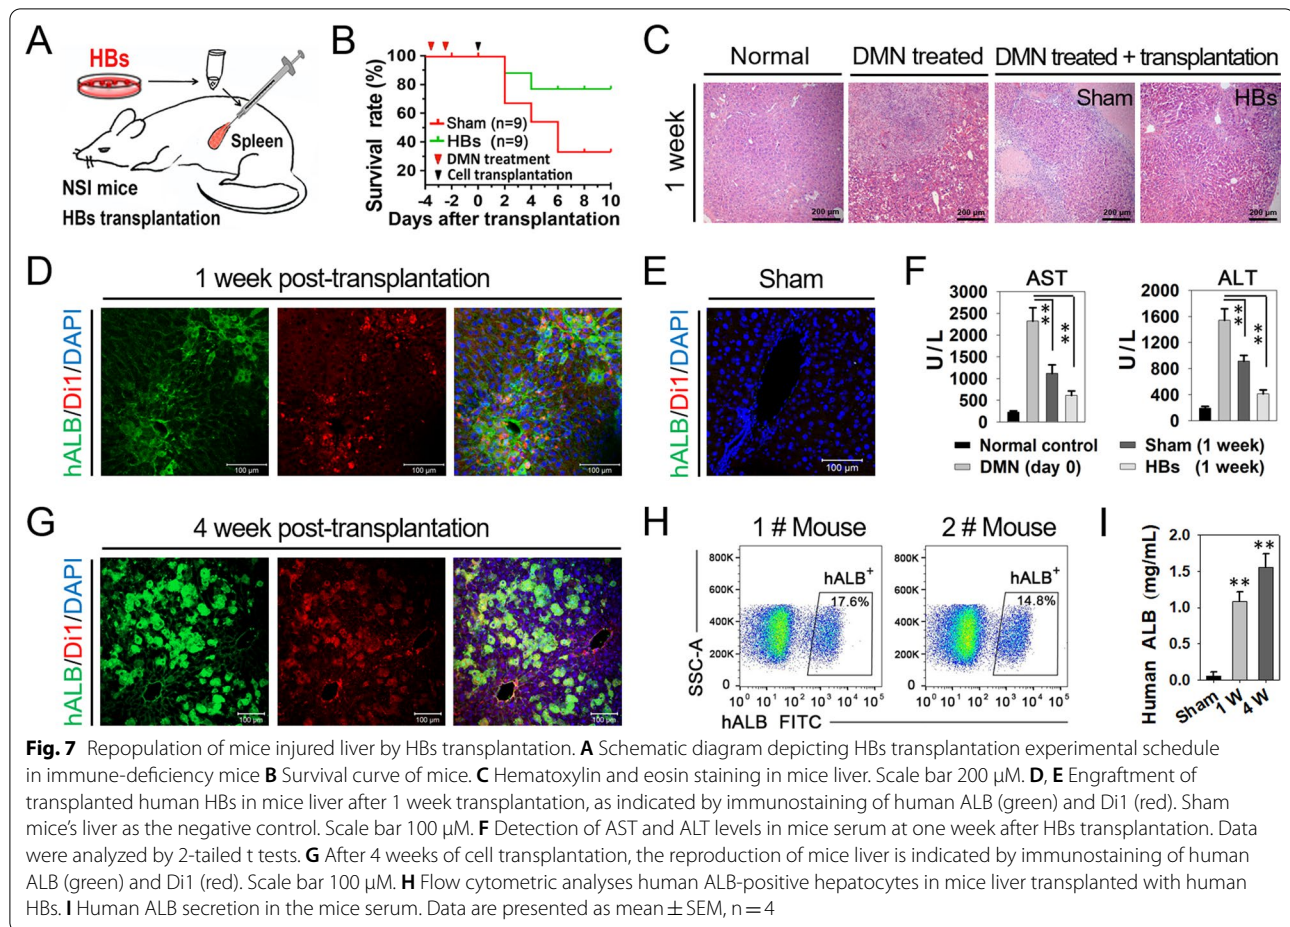 A
HBs
Spleen
NSI mice
HBs transplantation
B
Survival rate (%)
100
80
60
40
20
Sham (n=9)
HBs (n=9)
DMN treatment
Cell transplantation
-4 -2 0 2 4 6 8 10
Days after transplantation
C
Normal
DMN treated
DMN treated + transplantation
Sham
HBs
1 week
200 µm
200 µm
200 µm
200 µm
D
1 week post-transplantation
hALB/Di1/DAPI
100 µm
100 µm
100 µm
E
Sham
hALB/Di1/DAPI
100 µm
F
AST
U/L
3000
2500
2000
1500
1000
500
0
**
**
ALT
U/L
2000
1600
1200
800
400
0
**
**
Normal control
DMN (day 0)
Sham (1 week)
HBs (1 week)
G
4 week post-transplantation
hALB/Di1/DAPI
100 µm
100 µm
100 µm
H
1 # Mouse
2 # Mouse
SSC-A
800K
600K
400K
200K
0
hALB+
17.6%
0 10¹ 10² 10³ 10⁴ 10⁵
800K
600K
400K
200K
0
hALB+
14.8%
0 10¹ 10² 10³ 10⁴ 10⁵
hALB FITC
I
Human ALB (mg/mL)
2.0
1.5
1.0
0.5
0.0
**
**
Sham
1 W
4 W
Fig. 7 Repopulation of mice injured liver by HBs transplantation. A Schematic diagram depicting HBs transplantation experimental schedule
in immune-deficiency mice B Survival curve of mice. C Hematoxylin and eosin staining in mice liver. Scale bar 200 µM. D, E Engraftment of
transplanted human HBs in mice liver after 1 week transplantation, as indicated by immunostaining of human ALB (green) and Di1 (red). Sham
mice's liver as the negative control. Scale bar 100 µM. F Detection of AST and ALT levels in mice serum at one week after HBs transplantation. Data
were analyzed by 2-tailed t tests. G After 4 weeks of cell transplantation, the reproduction of mice liver is indicated by immunostaining of human
ALB (green) and Di1 (red). Scale bar 100 µM. H Flow cytometric analyses human ALB-positive hepatocytes in mice liver transplanted with human
HBs. I Human ALB secretion in the mice serum. Data are presented as mean ± SEM, n = 4